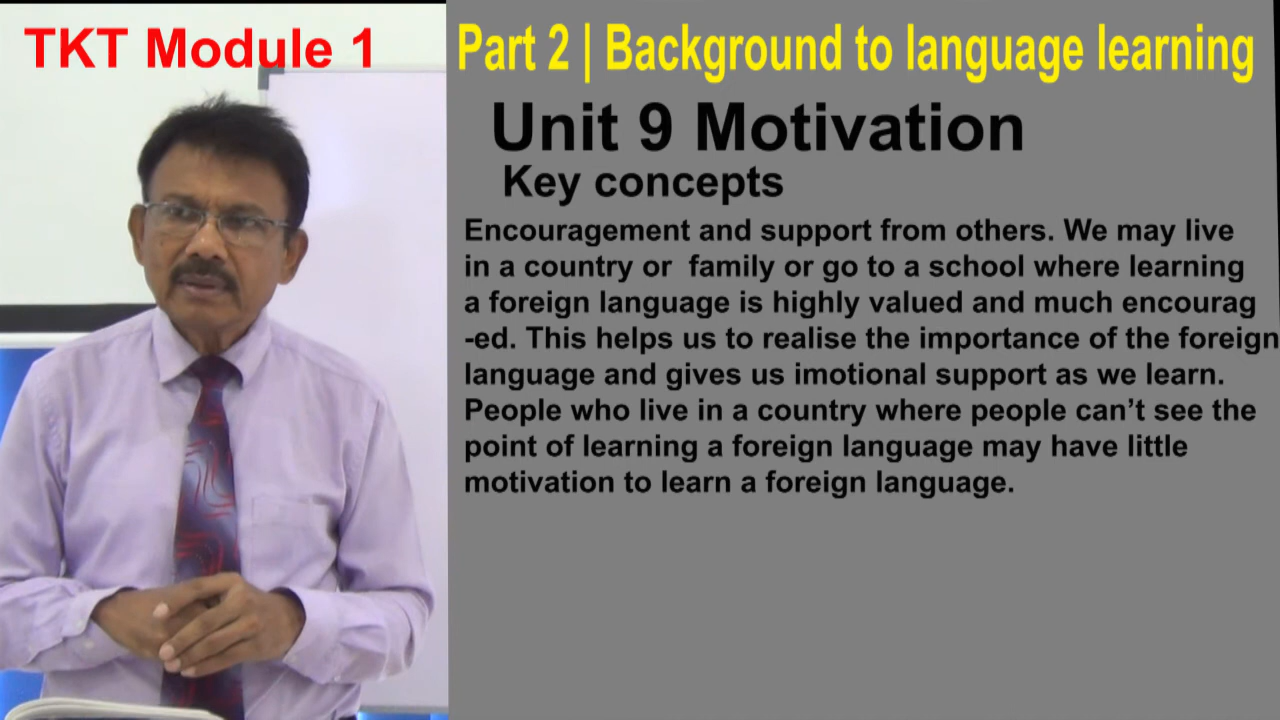 TKT Module 1
Part 2 | Background to language learning
Unit 9 Motivation
Key concepts
Encouragement and support from others. We may live
in a country or  family or go to a school where learning
a foreign language is highly valued and much encourag
-ed. This helps us to realise the importance of the foreign
language and gives us imotional support as we learn.
People who live in a country where people can’t see the
point of learning a foreign language may have little
motivation to learn a foreign language.